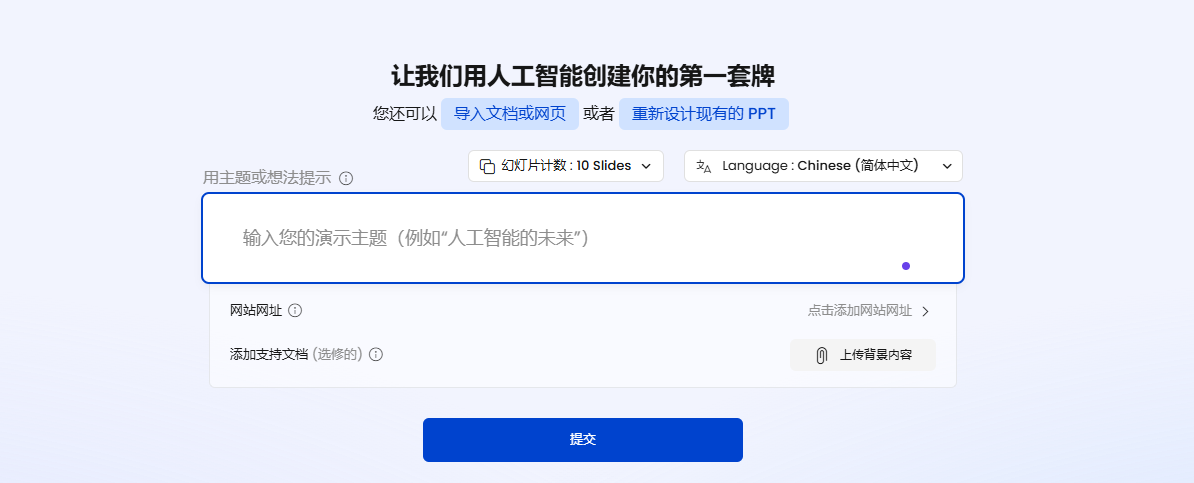 让我们用人工智能创建你的第一套牌
您还可以 导入文档或网页 或者 重新设计现有的 PPT
幻灯片计数 : 10 Slides
Language : Chinese (简体中文)
用主题或想法提示
输入您的演示主题（例如“人工智能的未来”）
网站网址
点击添加网站网址
添加支持文档 (选修的)
上传背景内容
提交